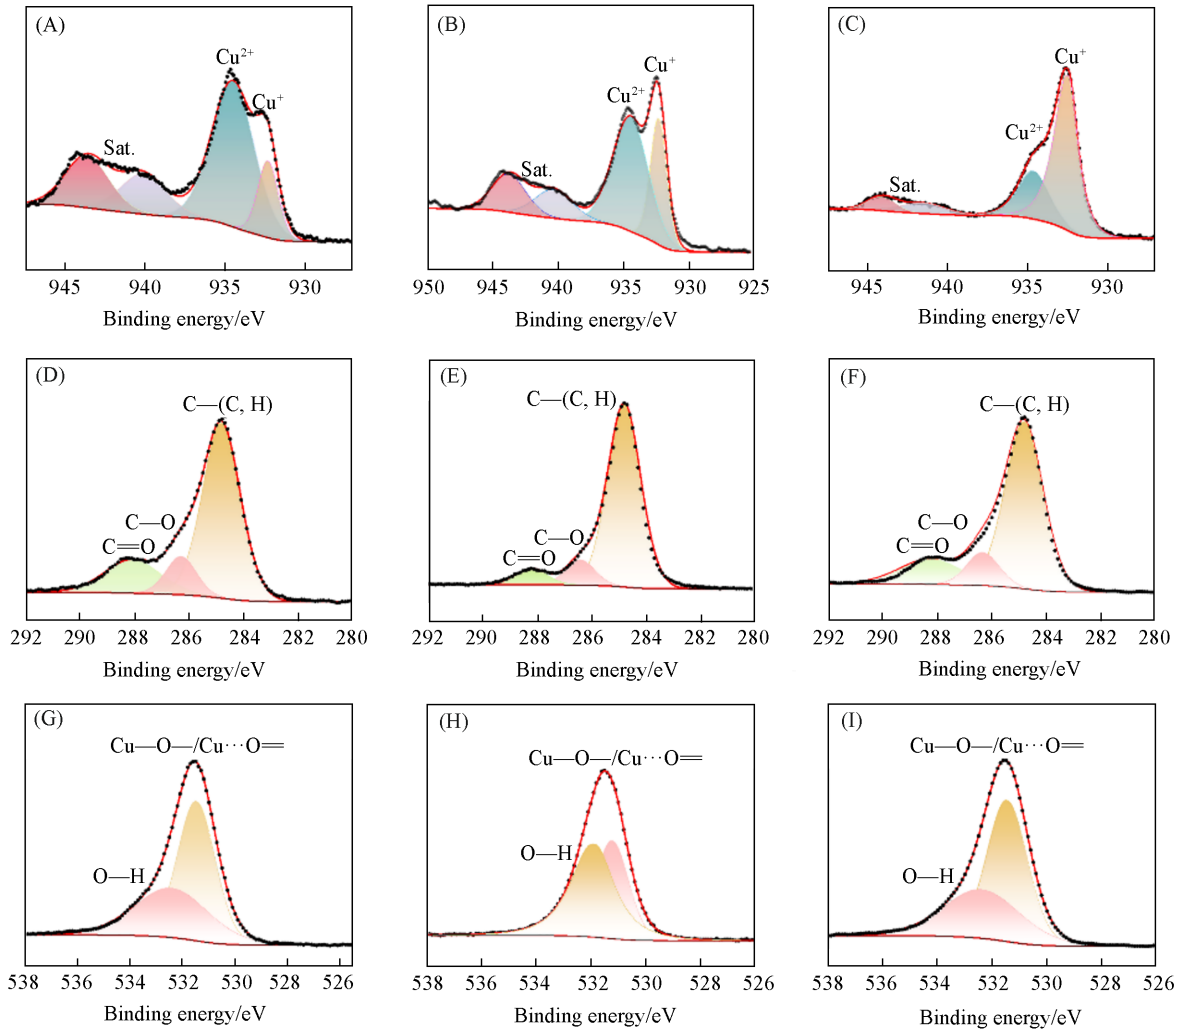 (A)
Cu²⁺
Cu⁺
Sat.
945 940 935 930
Binding energy/eV
(B)
Cu⁺
Cu²⁺
Sat.
950 945 940 935 930 925
Binding energy/eV
(C)
Cu⁺
Cu²⁺
Sat.
945 940 935 930
Binding energy/eV
(D)
C—(C, H)
C—O
C═O
292 290 288 286 284 282 280
Binding energy/eV
(E)
C—(C, H)
C—O
C═O
292 290 288 286 284 282 280
Binding energy/eV
(F)
C—(C, H)
C—O
C═O
292 290 288 286 284 282 280
Binding energy/eV
(G)
Cu—O—/Cu···O═
O—H
538 536 534 532 530 528 526
Binding energy/eV
(H)
Cu—O—/Cu···O═
O—H
538 536 534 532 530 528 526
Binding energy/eV
(I)
Cu—O—/Cu···O═
O—H
538 536 534 532 530 528 526
Binding energy/eV